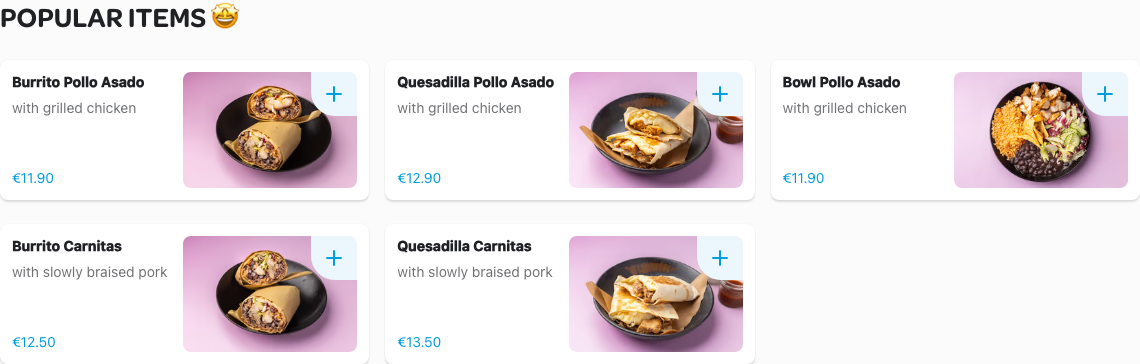 POPULAR ITEMS 🤩
Burrito Pollo Asado
with grilled chicken
€11.90
Quesadilla Pollo Asado
with grilled chicken
€12.90
Bowl Pollo Asado
with grilled chicken
€11.90
Burrito Carnitas
with slowly braised pork
€12.50
Quesadilla Carnitas
with slowly braised pork
€13.50